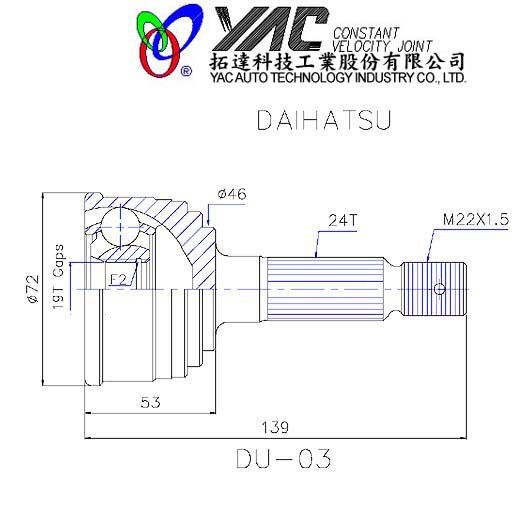 YAC CONSTANT
VELOCITY JOINT
拓達科技工業股份有限公司
YAC AUTO TECHNOLOGY INDUSTRY CO., LTD.
®
DAIHATSU
ø46
24T
M22X1.5
F2
19T Gaps
ø72
53
139
DU-03